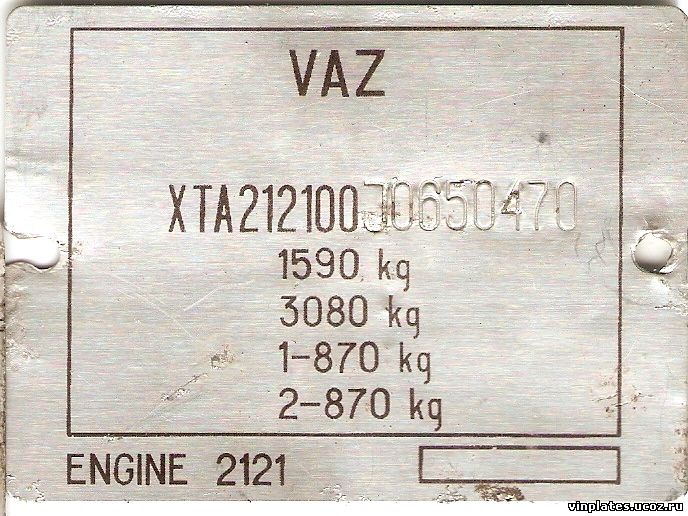 VAZ
XTA212100J0650470
1590 kg
3080 kg
1-870 kg
2-870 kg
ENGINE 2121
vinplates.ucoz.ru